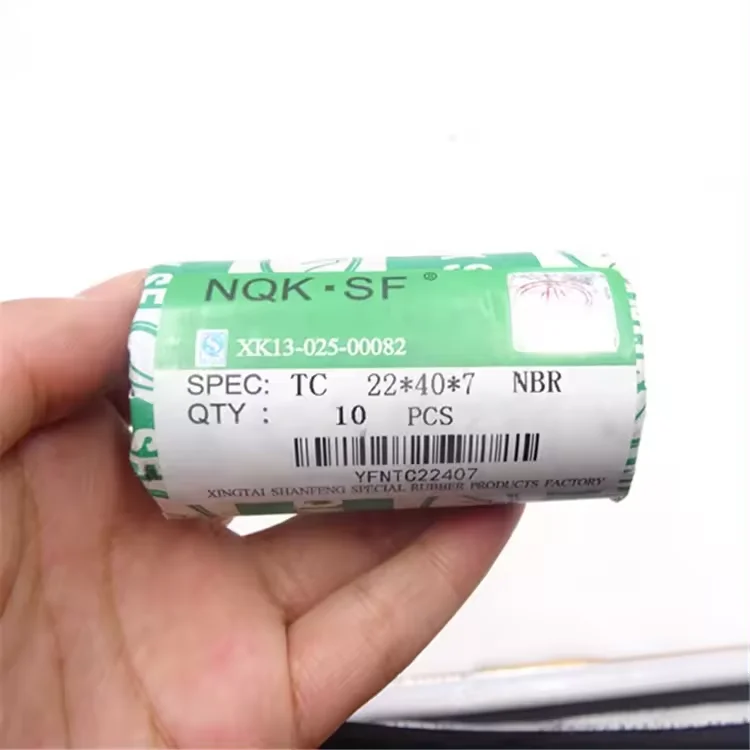 NQK·SF®
XK13-025-00082
SPEC: TC 22*40*7 NBR
QTY : 10 PCS
YFNTC22407
XINGTAI SHANFENG SPECIAL RUBBER PRODUCTS FACTORY